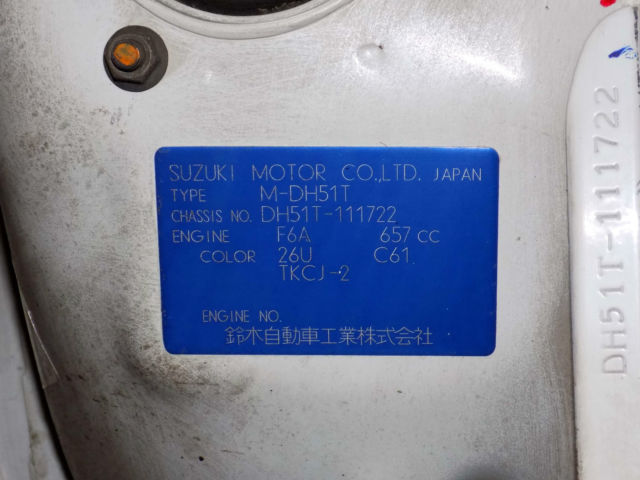 SUZUKI MOTOR CO.,LTD. JAPAN
TYPE M-DH51T
CHASSIS NO. DH51T-111722
ENGINE F6A 657 CC
COLOR 26U C61.
TKCJ-2
ENGINE NO.
鈴木自動車工業株式会社
DH51T-111722